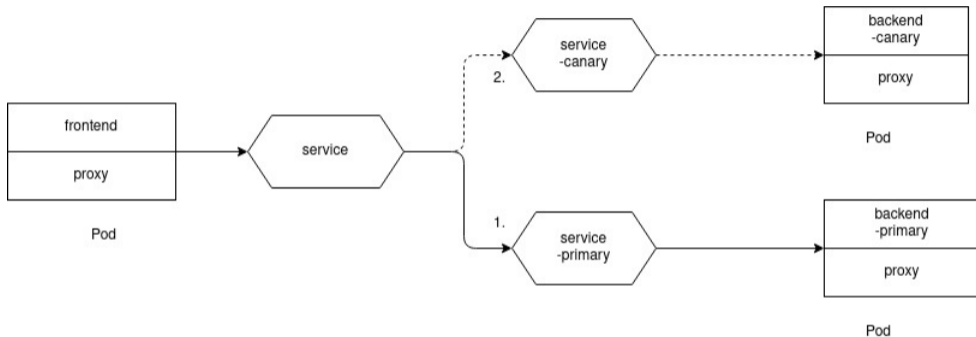 frontend
proxy
Pod
service
2.
service
-canary
backend
-canary
proxy
Pod
1.
service
-primary
backend
-primary
proxy
Pod